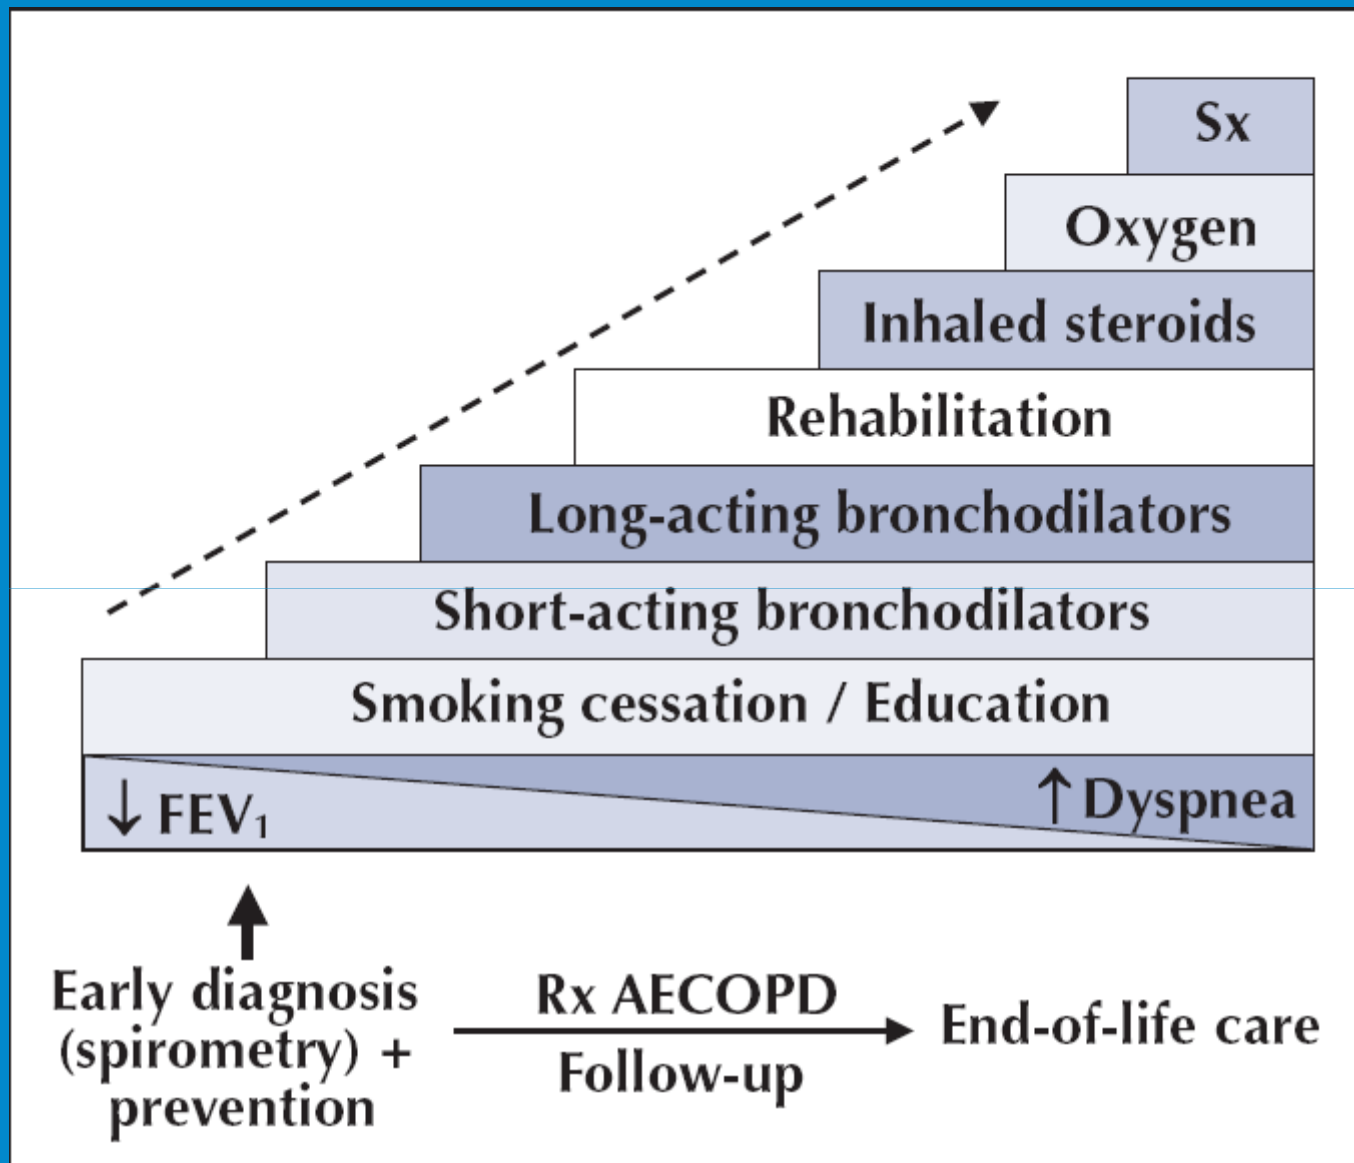 Sx
Oxygen
Inhaled steroids
Rehabilitation
Long-acting bronchodilators
Short-acting bronchodilators
Smoking cessation / Education
↓ FEV₁
↑ Dyspnea
Early diagnosis
(spirometry) +
prevention
Rx AECOPD
Follow-up
End-of-life care